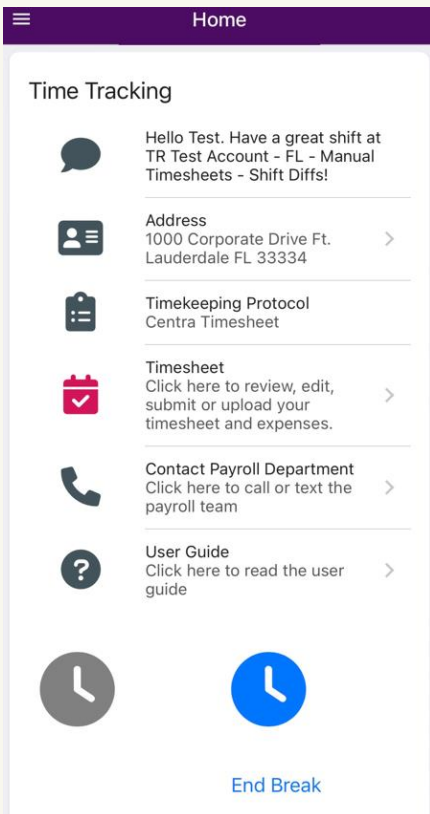 Home
Time Tracking
Hello Test. Have a great shift at
TR Test Account - FL - Manual
Timesheets - Shift Diffs!
Address
1000 Corporate Drive Ft.
Lauderdale FL 33334
Timekeeping Protocol
Centra Timesheet
Timesheet
Click here to review, edit,
submit or upload your
timesheet and expenses.
Contact Payroll Department
Click here to call or text the
payroll team
User Guide
Click here to read the user
guide
End Break